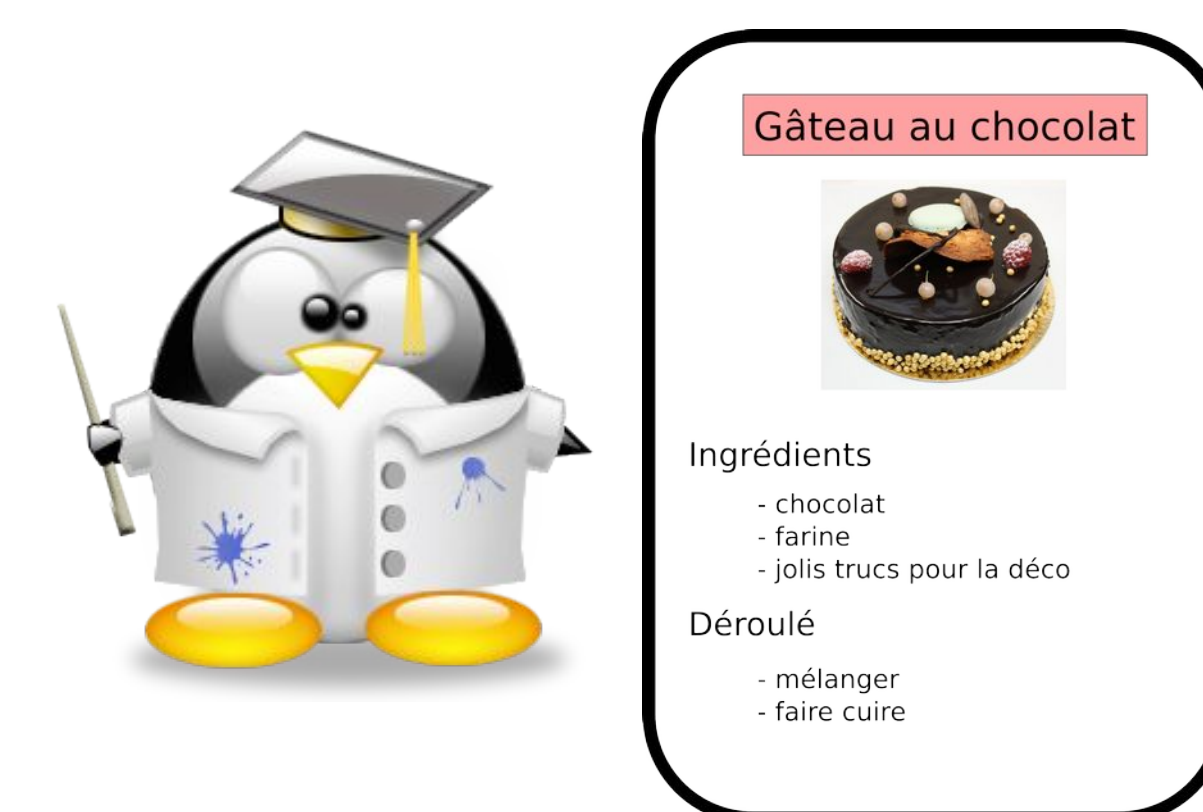 Gâteau au chocolat
Ingrédients
- chocolat
- farine
- jolis trucs pour la déco
Déroulé
- mélanger
- faire cuire